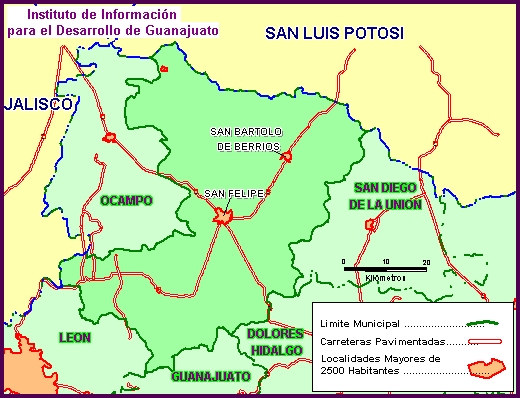 Instituto de Información
para el Desarrollo de Guanajuato
SAN LUIS POTOSI
JALISCO
SAN BARTOLO
DE BERRIOS
SAN FELIPE
OCAMPO
SAN DIEGO
DE LA UNION
0 10 20
Kilometros
LEON
DOLORES
HIDALGO
GUANAJUATO
Limite Municipal
Carreteras Pavimentadas
Localidades Mayores de
2500 Habitantes